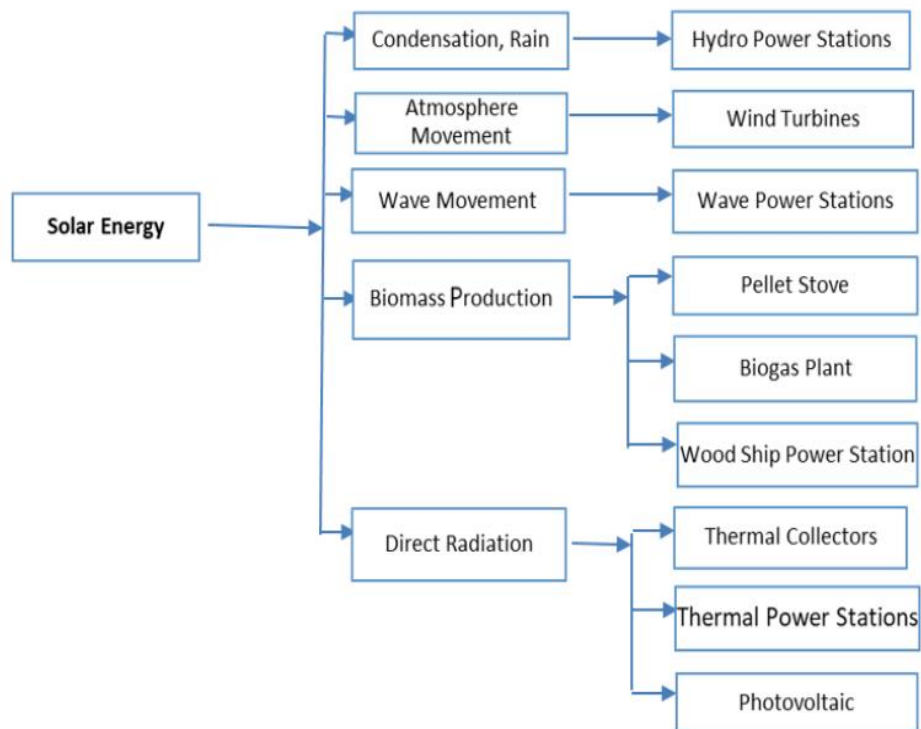 Solar Energy
Condensation, Rain
Hydro Power Stations
Atmosphere
Movement
Wind Turbines
Wave Movement
Wave Power Stations
Biomass Production
Pellet Stove
Biogas Plant
Wood Ship Power Station
Direct Radiation
Thermal Collectors
Thermal Power Stations
Photovoltaic